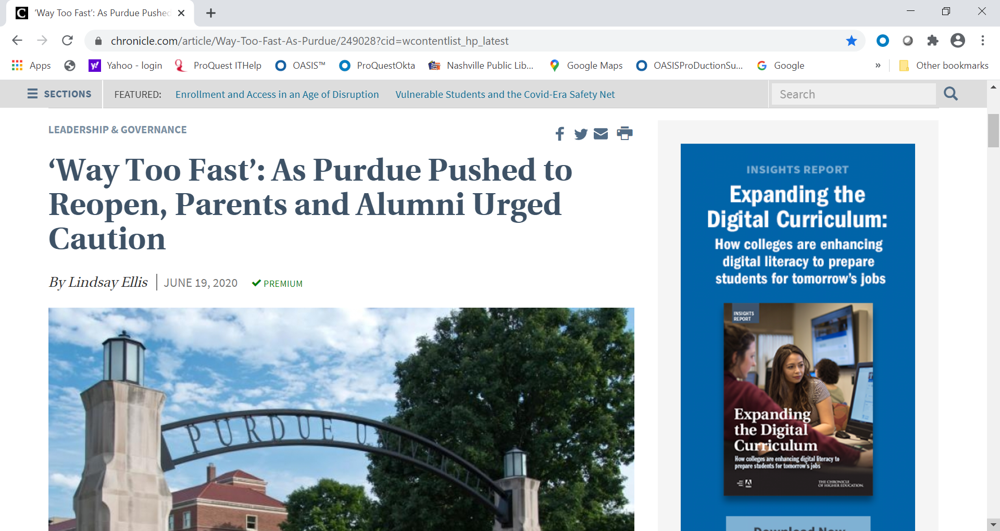 ‘Way Too Fast’: As Purdue Pushed
chronicle.com/article/Way-Too-Fast-As-Purdue/249028?cid=wcontentlist_hp_latest
Apps
Yahoo - login
ProQuest ITHelp
OASIS™
ProQuestOkta
Nashville Public Lib...
Google Maps
OASISProDuctionSu...
Google
»
Other bookmarks
SECTIONS
FEATURED:
Enrollment and Access in an Age of Disruption
Vulnerable Students and the Covid-Era Safety Net
Search
LEADERSHIP & GOVERNANCE
‘Way Too Fast’: As Purdue Pushed to
Reopen, Parents and Alumni Urged
Caution
By Lindsay Ellis
JUNE 19, 2020
PREMIUM
PURDUE UNIVERSITY
INSIGHTS REPORT
Expanding the
Digital Curriculum:
How colleges are enhancing
digital literacy to prepare
students for tomorrow’s jobs
INSIGHTS
REPORT
Expanding
the Digital
Curriculum
How colleges are enhancing digital literacy to
prepare students for tomorrow’s jobs
THE CHRONICLE
OF HIGHER EDUCATION.
Download Now